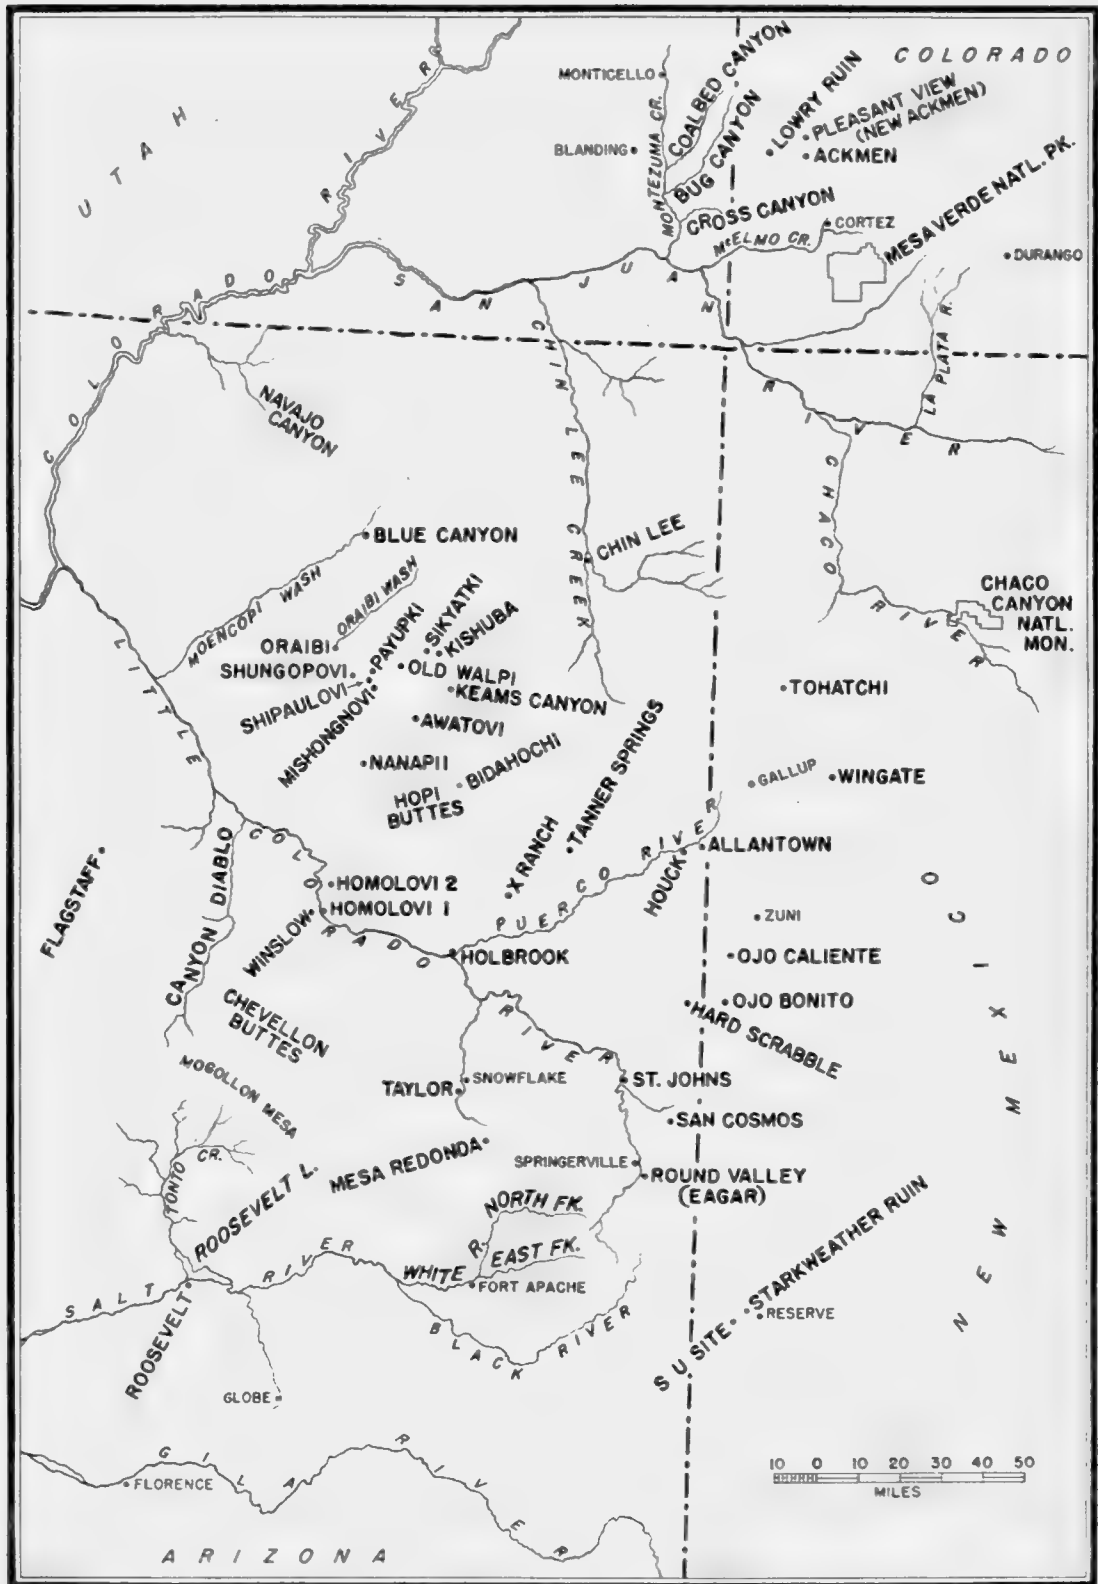 COLORADO
UTAH
COLORADO RIVER
MONTICELLO
BLANDING
MONTEZUMA CR.
COALBED CANYON
BUG CANYON
LOWRY RUIN
PLEASANT VIEW
(NEW ACKMEN)
ACKMEN
CROSS CANYON
McELMO CR.
CORTEZ
MESA VERDE NATL. PK.
DURANGO
SAN JUAN RIVER
LA PLATA R.
NAVAJO
CANYON
CHIN LEE CREEK
CHACO RIVER
BLUE CANYON
CHIN LEE
CHACO
CANYON
NATL.
MON.
MOENCOPI WASH
ORAIBI WASH
ORAIBI
SHUNGOPOVI
SHIPAULOVI
MISHONGNOVI
PAYUPKI
SIKYATKI
KISHUBA
OLD WALPI
KEAMS CANYON
AWATOVI
TOHATCHI
NANAPII
BIDAHOCHI
HOPI
BUTTES
TANNER SPRINGS
X RANCH
GALLUP
WINGATE
LITTLE COLORADO RIVER
PUERCO RIVER
HOUCK
ALLANTOWN
FLAGSTAFF
CANYON DIABLO
HOMOLOVI 2
HOMOLOVI 1
WINSLOW
HOLBROOK
ZUNI
OJO CALIENTE
OJO BONITO
HARD SCRABBLE
NEW MEXICO
CHEVELLON
BUTTES
MOGOLLON MESA
SNOWFLAKE
TAYLOR
ST. JOHNS
SAN COSMOS
MESA REDONDA
SPRINGERVILLE
ROUND VALLEY
(EAGAR)
TONTO CR.
ROOSEVELT L.
NORTH FK.
EAST FK.
WHITE R.
FORT APACHE
SALT RIVER
BLACK RIVER
ROOSEVELT
GLOBE
STARKWEATHER RUIN
RESERVE
S U SITE
GILA RIVER
FLORENCE
ARIZONA
10 0 10 20 30 40 50
MILES